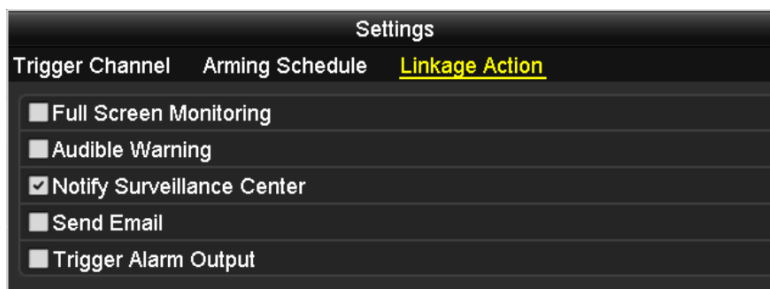 Settings
Trigger Channel Arming Schedule Linkage Action
Full Screen Monitoring
Audible Warning
Notify Surveillance Center
Send Email
Trigger Alarm Output